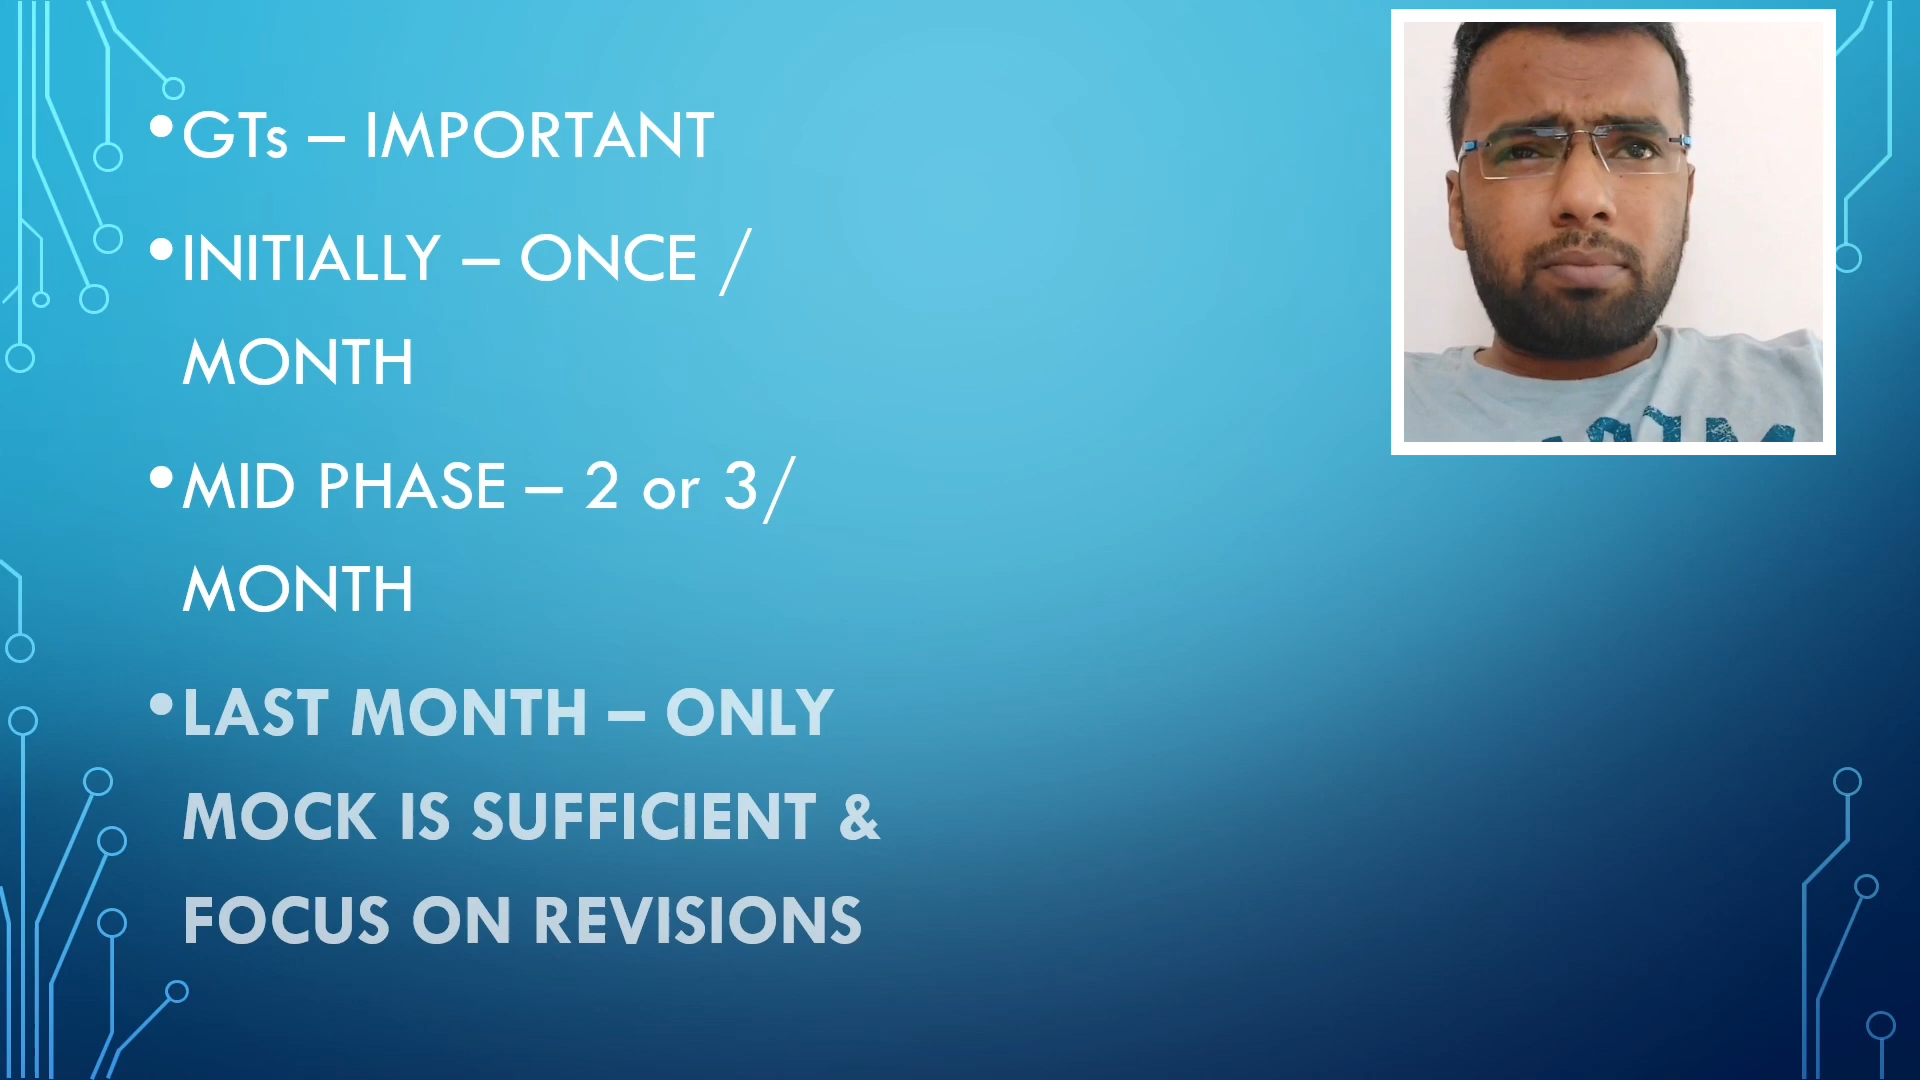 •GTs – IMPORTANT
•INITIALLY – ONCE /
MONTH
•MID PHASE – 2 or 3/
MONTH
•LAST MONTH – ONLY
MOCK IS SUFFICIENT &
FOCUS ON REVISIONS